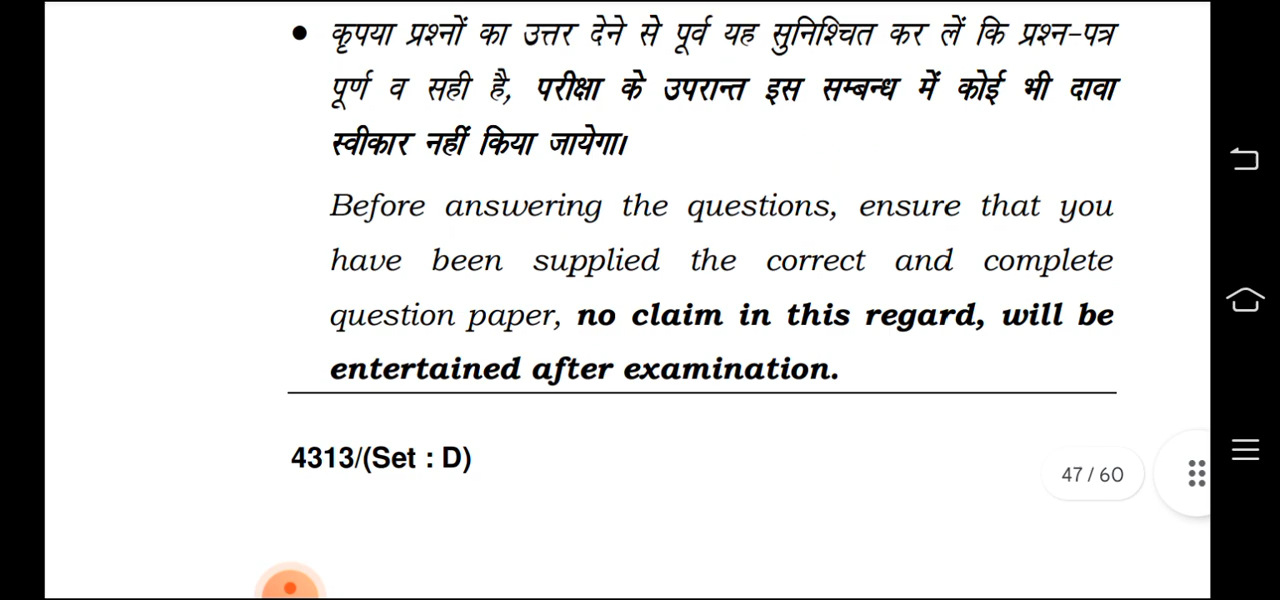 ● कृपया प्रश्नों का उत्तर देने से पूर्व यह सुनिश्चित कर लें कि प्रश्न-पत्र
पूर्ण व सही है, परीक्षा के उपरान्त इस सम्बन्ध में कोई भी दावा
स्वीकार नहीं किया जायेगा।
Before answering the questions, ensure that you
have been supplied the correct and complete
question paper, no claim in this regard, will be
entertained after examination.
4313/(Set : D)
47 / 60